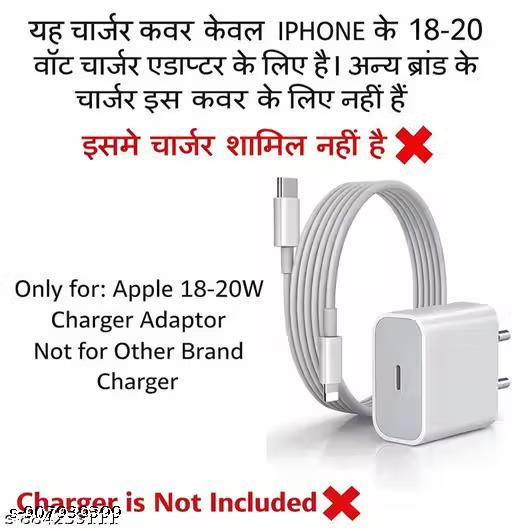 यह चार्जर कवर केवल IPHONE के 18-20
वॉट चार्जर एडाप्टर के लिए है। अन्य ब्रांड के
चार्जर इस कवर के लिए नहीं हैं
इसमे चार्जर शामिल नहीं है
Only for: Apple 18-20W
Charger Adaptor
Not for Other Brand
Charger
Charger is Not Included